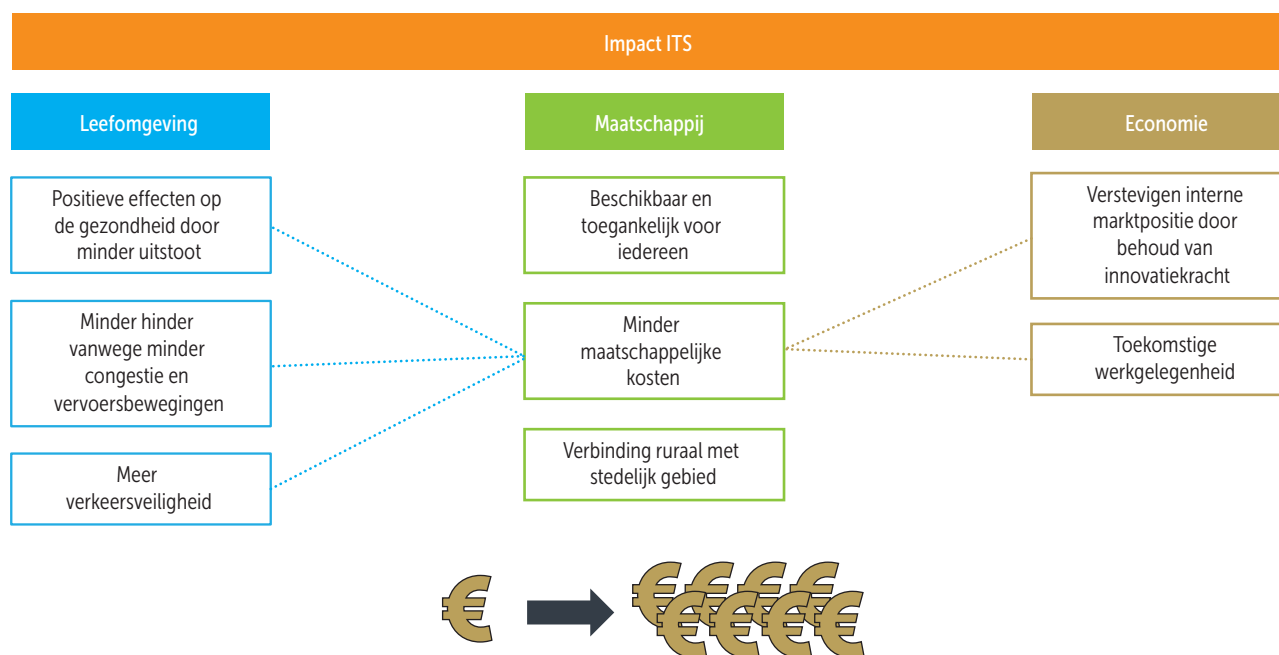 Impact ITS
Leefomgeving
Positieve effecten op
de gezondheid door
minder uitstoot
Minder hinder
vanwege minder
congestie en
vervoersbewegingen
Meer
verkeersveiligheid
Maatschappij
Beschikbaar en
toegankelijk voor
iedereen
Minder
maatschappelijke
kosten
Verbinding ruraal met
stedelijk gebied
Economie
Verstevigen interne
marktpositie door
behoud van
innovatiekracht
Toekomstige
werkgelegenheid
€
€ € € €
€ € € €